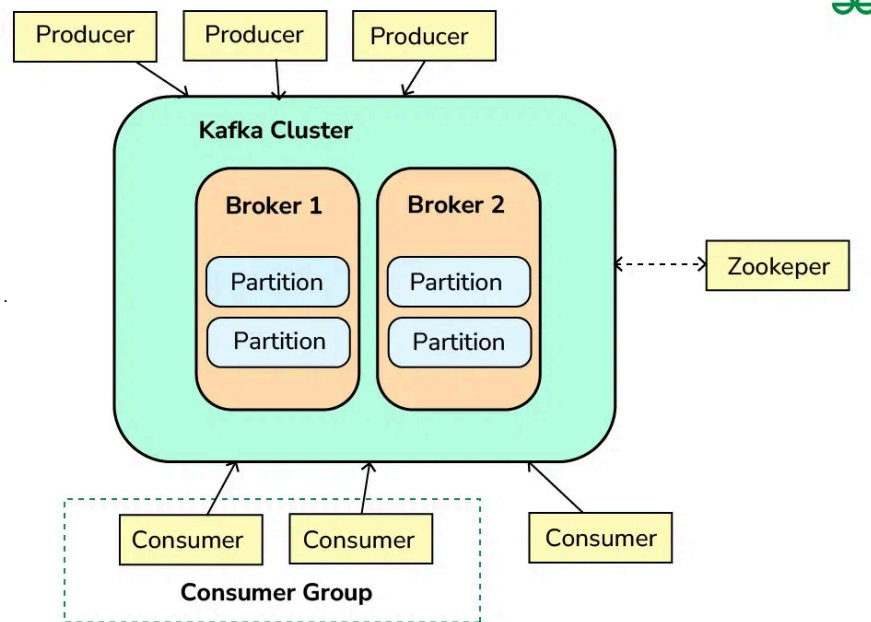 Producer
Producer
Producer
Kafka Cluster
Broker 1
Broker 2
Partition
Partition
Partition
Partition
Zookeper
Consumer
Consumer
Consumer
Consumer Group